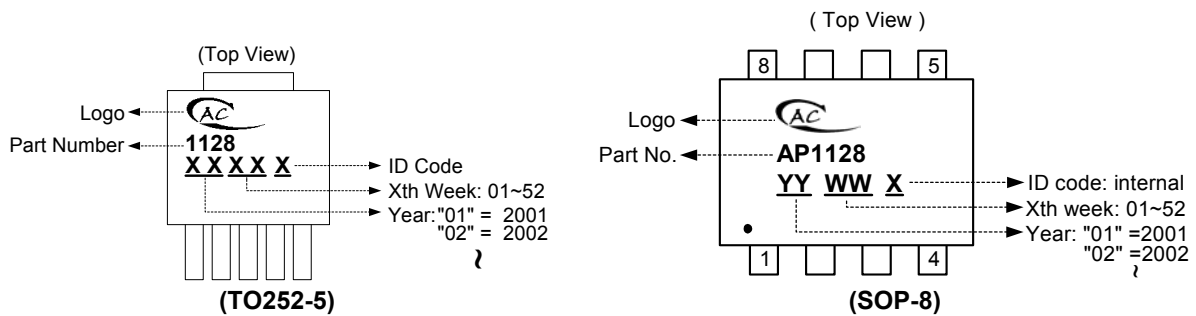 (Top View)
Logo
AC
Part Number
1128
XX XX X
ID Code
Xth Week: 01~52
Year:"01" = 2001
"02" = 2002
~
(TO252-5)
( Top View )
8
5
Logo
AC
Part No.
AP1128
YY WW X
ID code: internal
Xth week: 01~52
Year: "01" =2001
"02" =2002
~
1
4
(SOP-8)